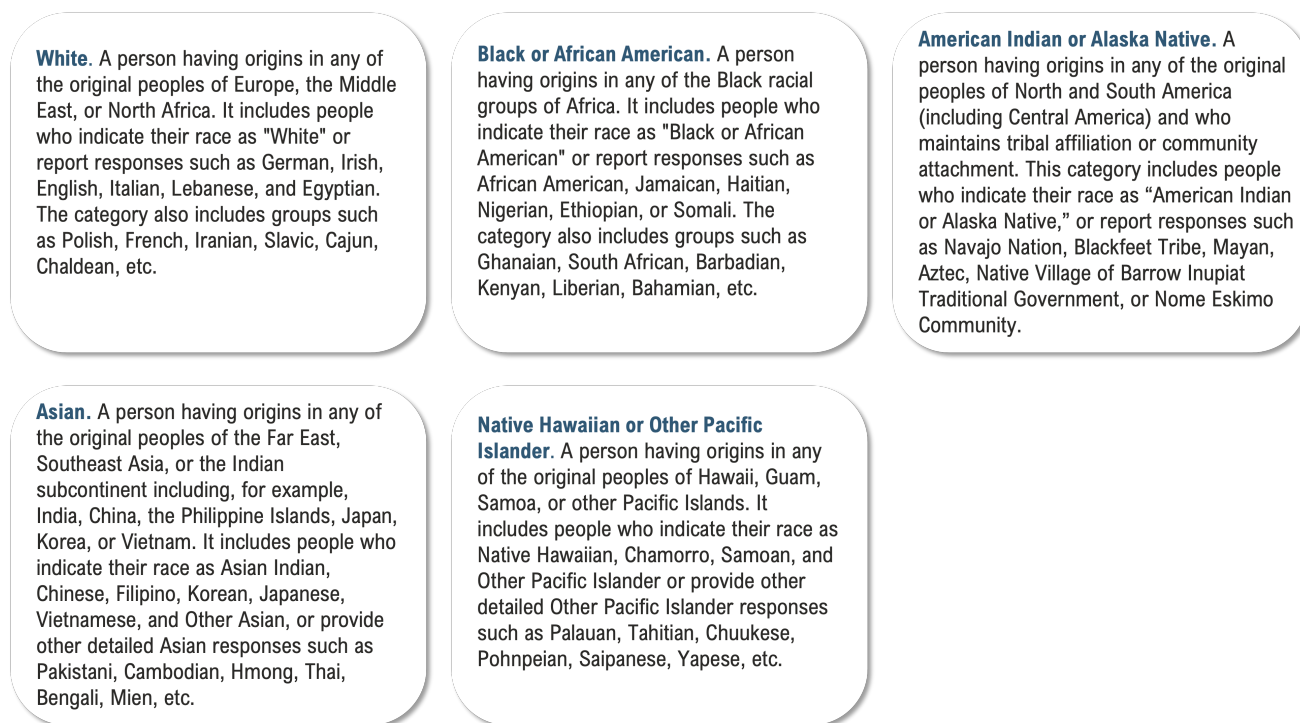 White. A person having origins in any of
the original peoples of Europe, the Middle
East, or North Africa. It includes people
who indicate their race as "White" or
report responses such as German, Irish,
English, Italian, Lebanese, and Egyptian.
The category also includes groups such
as Polish, French, Iranian, Slavic, Cajun,
Chaldean, etc.
Black or African American. A person
having origins in any of the Black racial
groups of Africa. It includes people who
indicate their race as "Black or African
American" or report responses such as
African American, Jamaican, Haitian,
Nigerian, Ethiopian, or Somali. The
category also includes groups such as
Ghanaian, South African, Barbadian,
Kenyan, Liberian, Bahamian, etc.
American Indian or Alaska Native. A
person having origins in any of the original
peoples of North and South America
(including Central America) and who
maintains tribal affiliation or community
attachment. This category includes people
who indicate their race as “American Indian
or Alaska Native,” or report responses such
as Navajo Nation, Blackfeet Tribe, Mayan,
Aztec, Native Village of Barrow Inupiat
Traditional Government, or Nome Eskimo
Community.
Asian. A person having origins in any of
the original peoples of the Far East,
Southeast Asia, or the Indian
subcontinent including, for example,
India, China, the Philippine Islands, Japan,
Korea, or Vietnam. It includes people who
indicate their race as Asian Indian,
Chinese, Filipino, Korean, Japanese,
Vietnamese, and Other Asian, or provide
other detailed Asian responses such as
Pakistani, Cambodian, Hmong, Thai,
Bengali, Mien, etc.
Native Hawaiian or Other Pacific
Islander. A person having origins in any
of the original peoples of Hawaii, Guam,
Samoa, or other Pacific Islands. It
includes people who indicate their race as
Native Hawaiian, Chamorro, Samoan, and
Other Pacific Islander or provide other
detailed Other Pacific Islander responses
such as Palauan, Tahitian, Chuukese,
Pohnpeian, Saipanese, Yapese, etc.